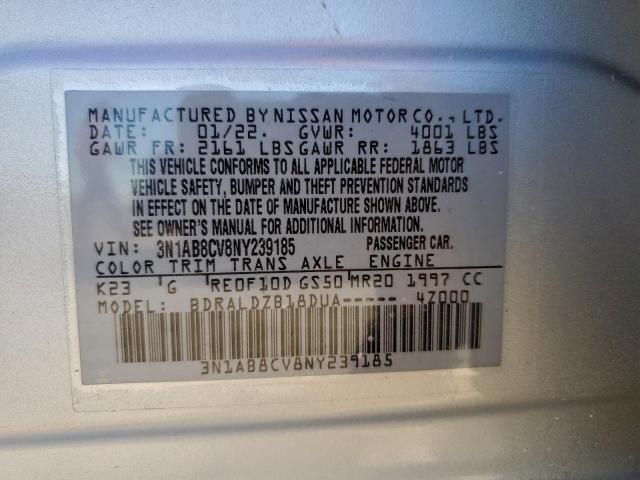 MANUFACTURED BY NISSAN MOTOR CO., LTD.
DATE: 01/22. GVWR: 4001 LBS
GAWR FR: 2161 LBS GAWR RR: 1863 LBS
THIS VEHICLE CONFORMS TO ALL APPLICABLE FEDERAL MOTOR
VEHICLE SAFETY, BUMPER AND THEFT PREVENTION STANDARDS
IN EFFECT ON THE DATE OF MANUFACTURE SHOWN ABOVE.
SEE OWNER'S MANUAL FOR ADDITIONAL INFORMATION.
VIN: 3N1AB8CV8NY239185 PASSENGER CAR.
COLOR TRIM TRANS AXLE ENGINE
K23 G RE0F10D GS50 MR20 1997 CC
MODEL: BDRALDZB18DUA----- 4Z000
3N1AB8CV8NY239185